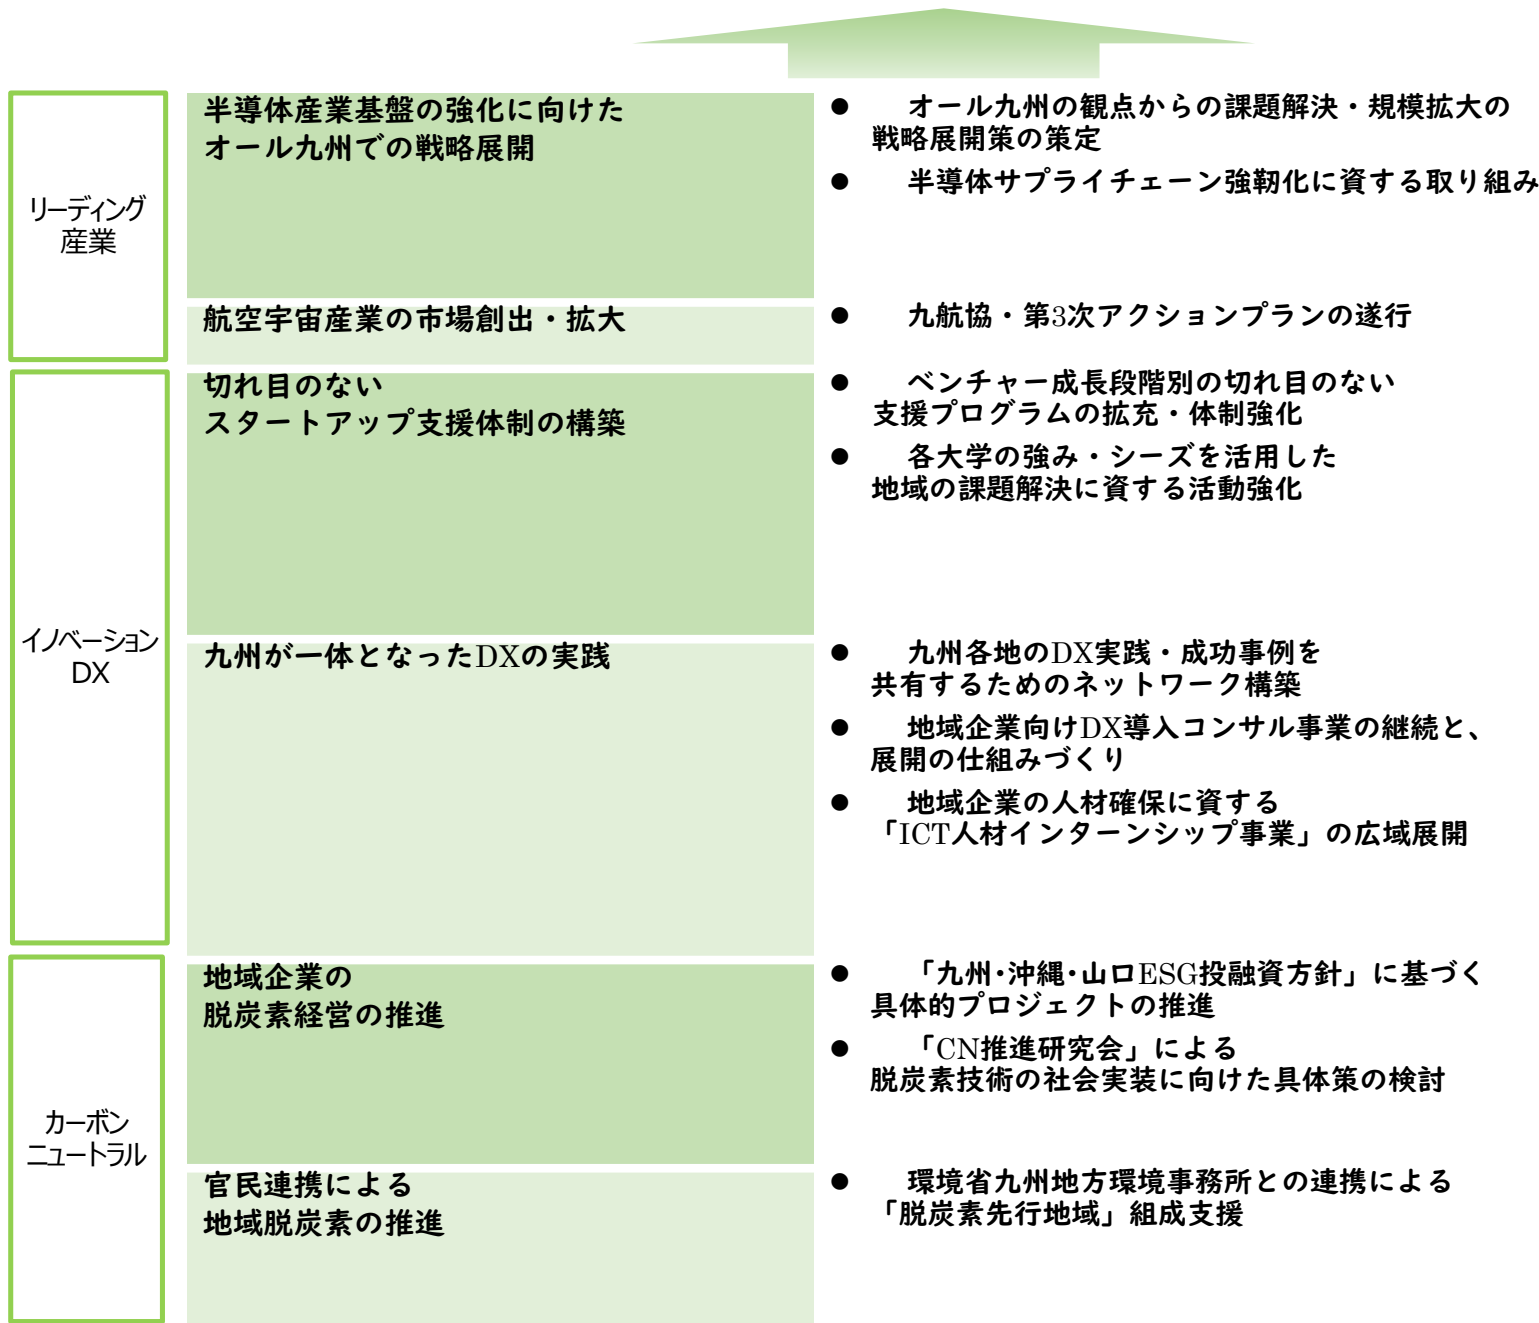 リーディング
産業
半導体産業基盤の強化に向けた
オール九州での戦略展開
● オール九州の観点からの課題解決・規模拡大の
戦略展開策の策定
● 半導体サプライチェーン強靭化に資する取り組み
航空宇宙産業の市場創出・拡大
● 九航協・第3次アクションプランの遂行
イノベーション
DX
切れ目のない
スタートアップ支援体制の構築
● ベンチャー成長段階別の切れ目のない
支援プログラムの拡充・体制強化
● 各大学の強み・シーズを活用した
地域の課題解決に資する活動強化
九州が一体となったDXの実践
● 九州各地のDX実践・成功事例を
共有するためのネットワーク構築
● 地域企業向けDX導入コンサル事業の継続と、
展開の仕組みづくり
● 地域企業の人材確保に資する
「ICT人材インターンシップ事業」の広域展開
カーボン
ニュートラル
地域企業の
脱炭素経営の推進
● 「九州･沖縄･山口ESG投融資方針」に基づく
具体的プロジェクトの推進
● 「CN推進研究会」による
脱炭素技術の社会実装に向けた具体策の検討
官民連携による
地域脱炭素の推進
● 環境省九州地方環境事務所との連携による
「脱炭素先行地域」組成支援